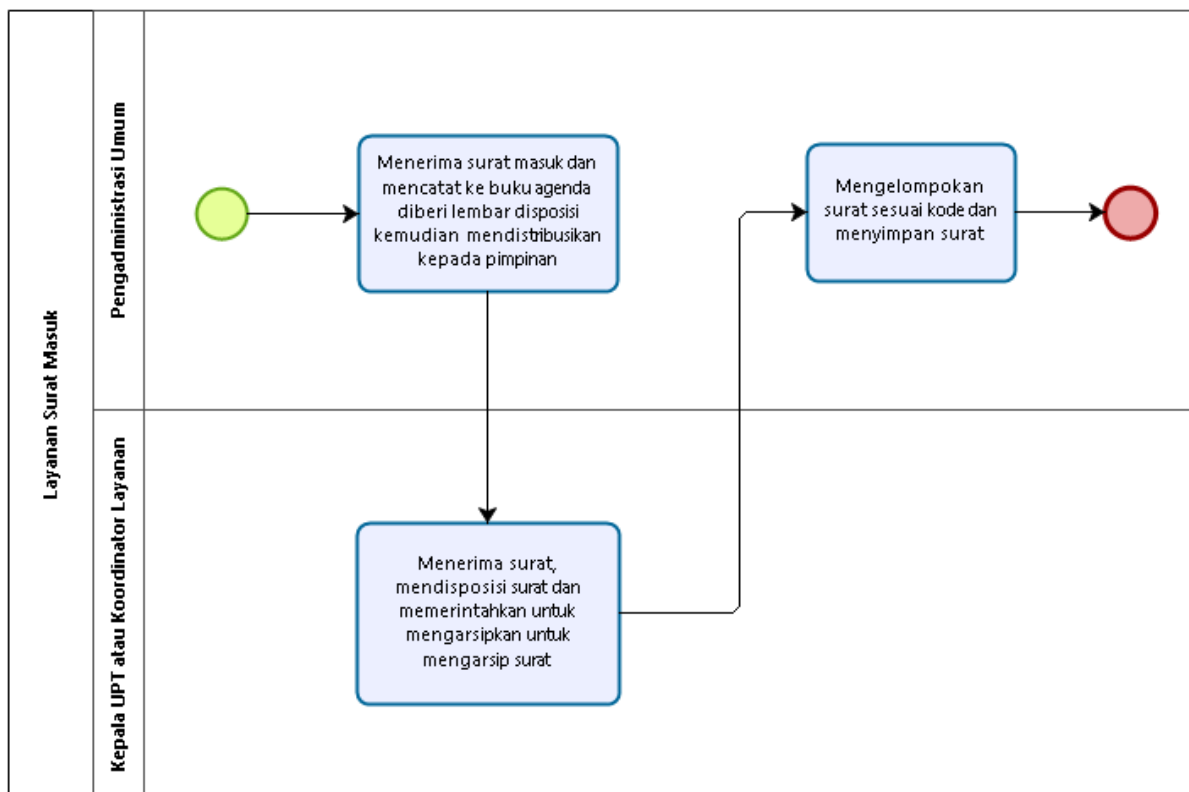 Layanan Surat Masuk
Pengadministrasi Umum
Menerima surat masuk dan
mencatat ke buku agenda
diberi lembar disposisi
kemudian mendistribusikan
kepada pimpinan
Mengelompokan
surat sesuai kode dan
menyimpan surat
Kepala UPT atau Koordinator Layanan
Menerima surat,
mendisposisi surat dan
memerintahkan untuk
mengarsipkan untuk
mengarsip surat